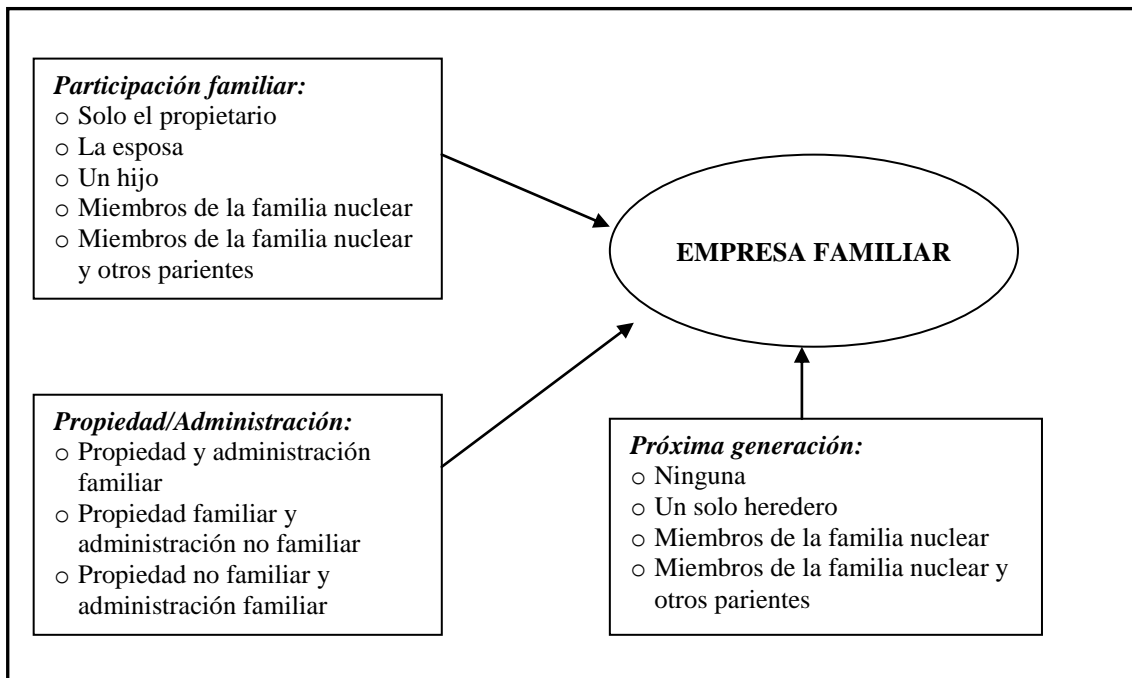 Participación familiar:
o Solo el propietario
o La esposa
o Un hijo
o Miembros de la familia nuclear
o Miembros de la familia nuclear
y otros parientes
EMPRESA FAMILIAR
Propiedad/Administración:
o Propiedad y administración
familiar
o Propiedad familiar y
administración no familiar
o Propiedad no familiar y
administración familiar
Próxima generación:
o Ninguna
o Un solo heredero
o Miembros de la familia nuclear
o Miembros de la familia nuclear y
otros parientes